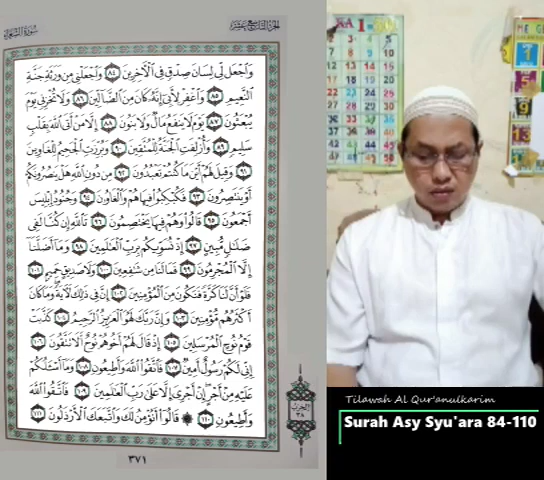 سورة الشعراء
الجزء التاسع عشر
وَاجْعَل لِّي لِسَانَ صِدْقٍ فِي الْآخِرِينَ ٨٤ وَاجْعَلْنِي مِن وَرَثَةِ جَنَّةِ
النَّعِيمِ ٨٥ وَاغْفِرْ لِأَبِي إِنَّهُ كَانَ مِنَ الضَّالِّينَ ٨٦ وَلَا تُخْزِنِي يَوْمَ
يُبْعَثُونَ ٨٧ يَوْمَ لَا يَنفَعُ مَالٌ وَلَا بَنُونَ ٨٨ إِلَّا مَنْ أَتَى اللَّهَ بِقَلْبٍ
سَلِيمٍ ٨٩ وَأُزْلِفَتِ الْجَنَّةُ لِلْمُتَّقِينَ ٩٠ وَبُرِّزَتِ الْجَحِيمُ لِلْغَاوِينَ
٩١ وَقِيلَ لَهُمْ أَيْنَ مَا كُنتُمْ تَعْبُدُونَ ٩٢ مِن دُونِ اللَّهِ هَلْ يَنصُرُونَكُمْ
أَوْ يَنتَصِرُونَ ٩٣ فَكُبْكِبُوا فِيهَا هُمْ وَالْغَاوُونَ ٩٤ وَجُنُودُ إِبْلِيسَ
أَجْمَعُونَ ٩٥ قَالُوا وَهُمْ فِيهَا يَخْتَصِمُونَ ٩٦ تَاللَّهِ إِن كُنَّا لَفِي
ضَلَالٍ مُّبِينٍ ٩٧ إِذْ نُسَوِّيكُم بِرَبِّ الْعَالَمِينَ ٩٨ وَمَا أَضَلَّنَا
إِلَّا الْمُجْرِمُونَ ٩٩ فَمَا لَنَا مِن شَافِعِينَ ١٠٠ وَلَا صَدِيقٍ حَمِيمٍ ١٠١
فَلَوْ أَنَّ لَنَا كَرَّةً فَنَكُونَ مِنَ الْمُؤْمِنِينَ ١٠٢ إِنَّ فِي ذَٰلِكَ لَآيَةً وَمَا كَانَ
أَكْثَرُهُم مُّؤْمِنِينَ ١٠٣ وَإِنَّ رَبَّكَ لَهُوَ الْعَزِيزُ الرَّحِيمُ ١٠٤ كَذَّبَتْ
قَوْمُ نُوحٍ الْمُرْسَلِينَ ١٠٥ إِذْ قَالَ لَهُمْ أَخُوهُمْ نُوحٌ أَلَا تَتَّقُونَ ١٠٦
إِنِّي لَكُمْ رَسُولٌ أَمِينٌ ١٠٧ فَاتَّقُوا اللَّهَ وَأَطِيعُونِ ١٠٨ وَمَا أَسْأَلُكُمْ
عَلَيْهِ مِنْ أَجْرٍ إِنْ أَجْرِيَ إِلَّا عَلَى رَبِّ الْعَالَمِينَ ١٠٩ فَاتَّقُوا اللَّهَ
وَأَطِيعُونِ ١١٠ ۞ قَالُوا أَنُؤْمِنُ لَكَ وَاتَّبَعَكَ الْأَرْذَلُونَ ١١١
الحزب
٣٨
٣٧١
Tilawah Al Qur'anulkarim
Surah Asy Syu'ara 84-110